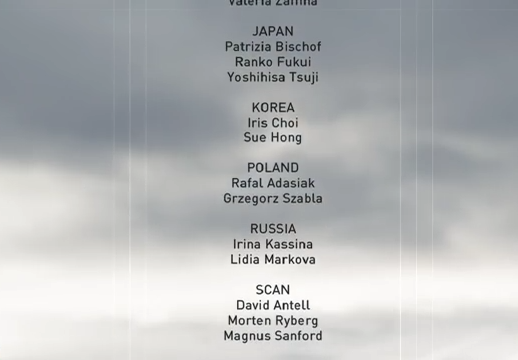 Valeria Zaffina
JAPAN
Patrizia Bischof
Ranko Fukui
Yoshihisa Tsuji
KOREA
Iris Choi
Sue Hong
POLAND
Rafal Adasiak
Grzegorz Szabla
RUSSIA
Irina Kassina
Lidia Markova
SCAN
David Antell
Morten Ryberg
Magnus Sanford